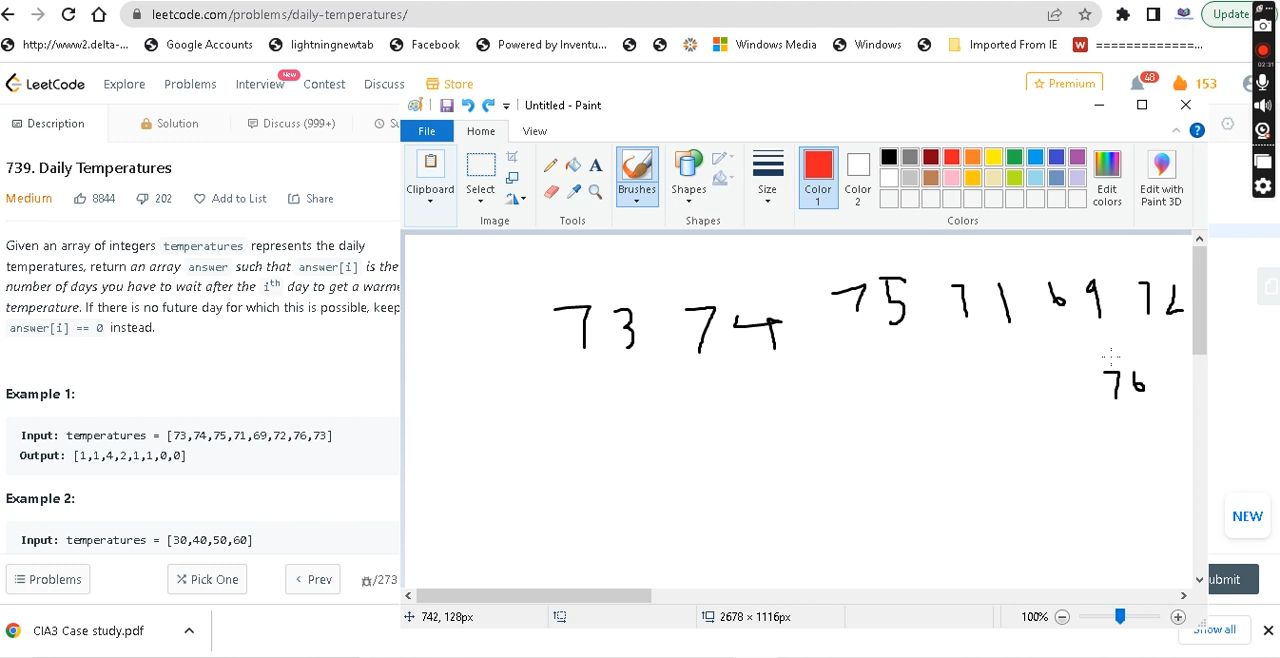 leetcode.com/problems/daily-temperatures/
Update
http://www2.delta-...
Google Accounts
lightningnewtab
Facebook
Powered by Inventu...
Windows Media
Windows
Imported From IE
W
==============...
02:31
LeetCode
Explore
Problems
Interview
New
Contest
Discuss
Store
Premium
48
153
Description
Solution
Discuss (999+)
Su
Untitled - Paint
File
Home
View
Clipboard
Select
Image
Tools
Brushes
Shapes
Shapes
Size
Color 1
Color 2
Edit colors
Edit with Paint 3D
Colors
739. Daily Temperatures
Medium
8844
202
Add to List
Share
Given an array of integers temperatures represents the daily
temperatures, return an array answer such that answer[i] is the
number of days you have to wait after the ith day to get a warme
temperature. If there is no future day for which this is possible, keep
answer[i] == 0 instead.
73 74 75 71 69 72
76
Example 1:
Input: temperatures = [73,74,75,71,69,72,76,73]
Output: [1,1,4,2,1,1,0,0]
Example 2:
Input: temperatures = [30,40,50,60]
NEW
Problems
Pick One
Prev
/273
ubmit
742, 128px
2678 × 1116px
100%
CIA3 Case study.pdf
Show all